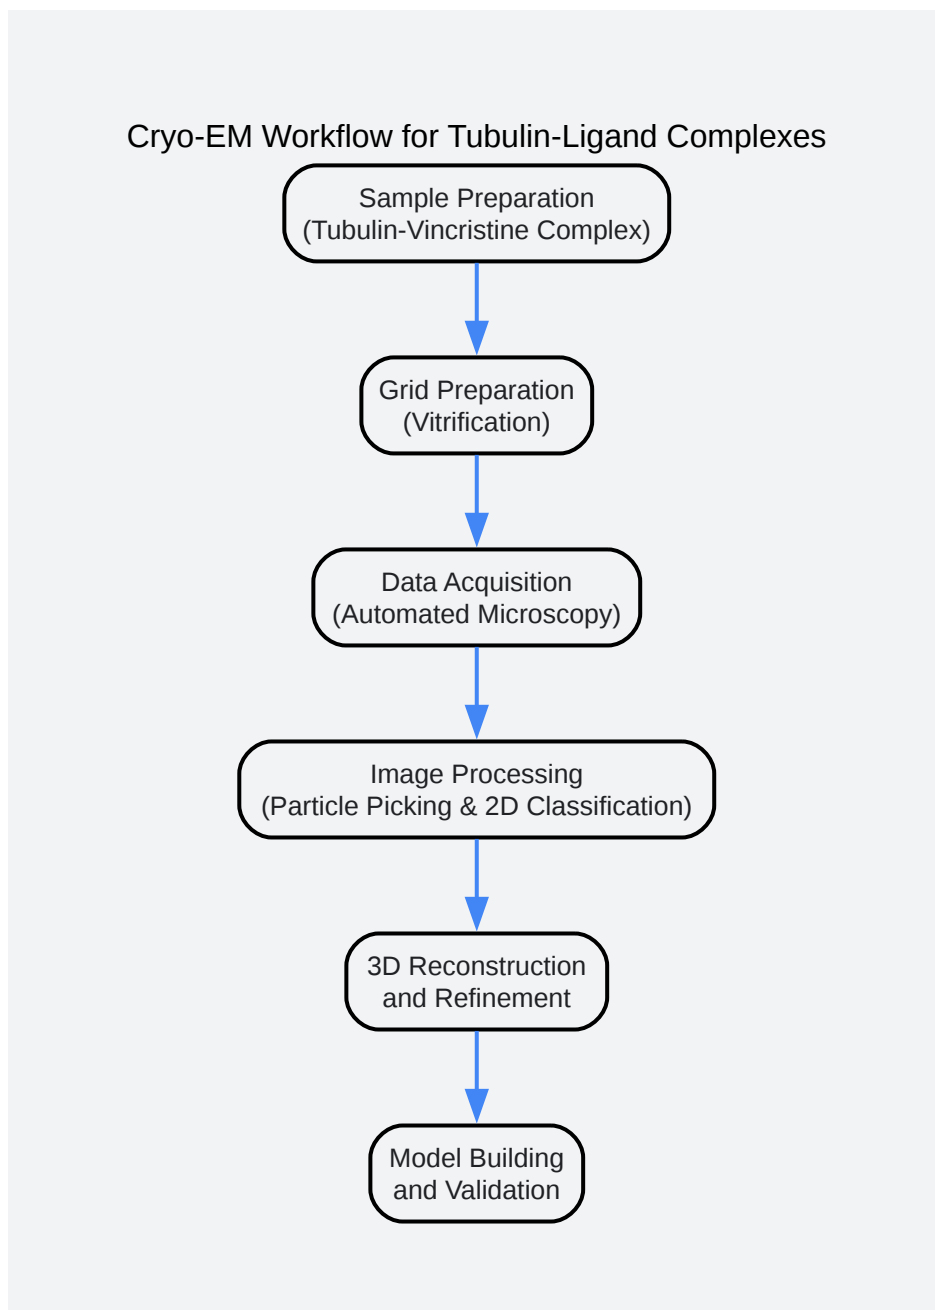 Cryo-EM Workflow for Tubulin-Ligand Complexes
Sample Preparation
(Tubulin-Vincristine Complex)
Grid Preparation
(Vitrification)
Data Acquisition
(Automated Microscopy)
Image Processing
(Particle Picking & 2D Classification)
3D Reconstruction
and Refinement
Model Building
and Validation